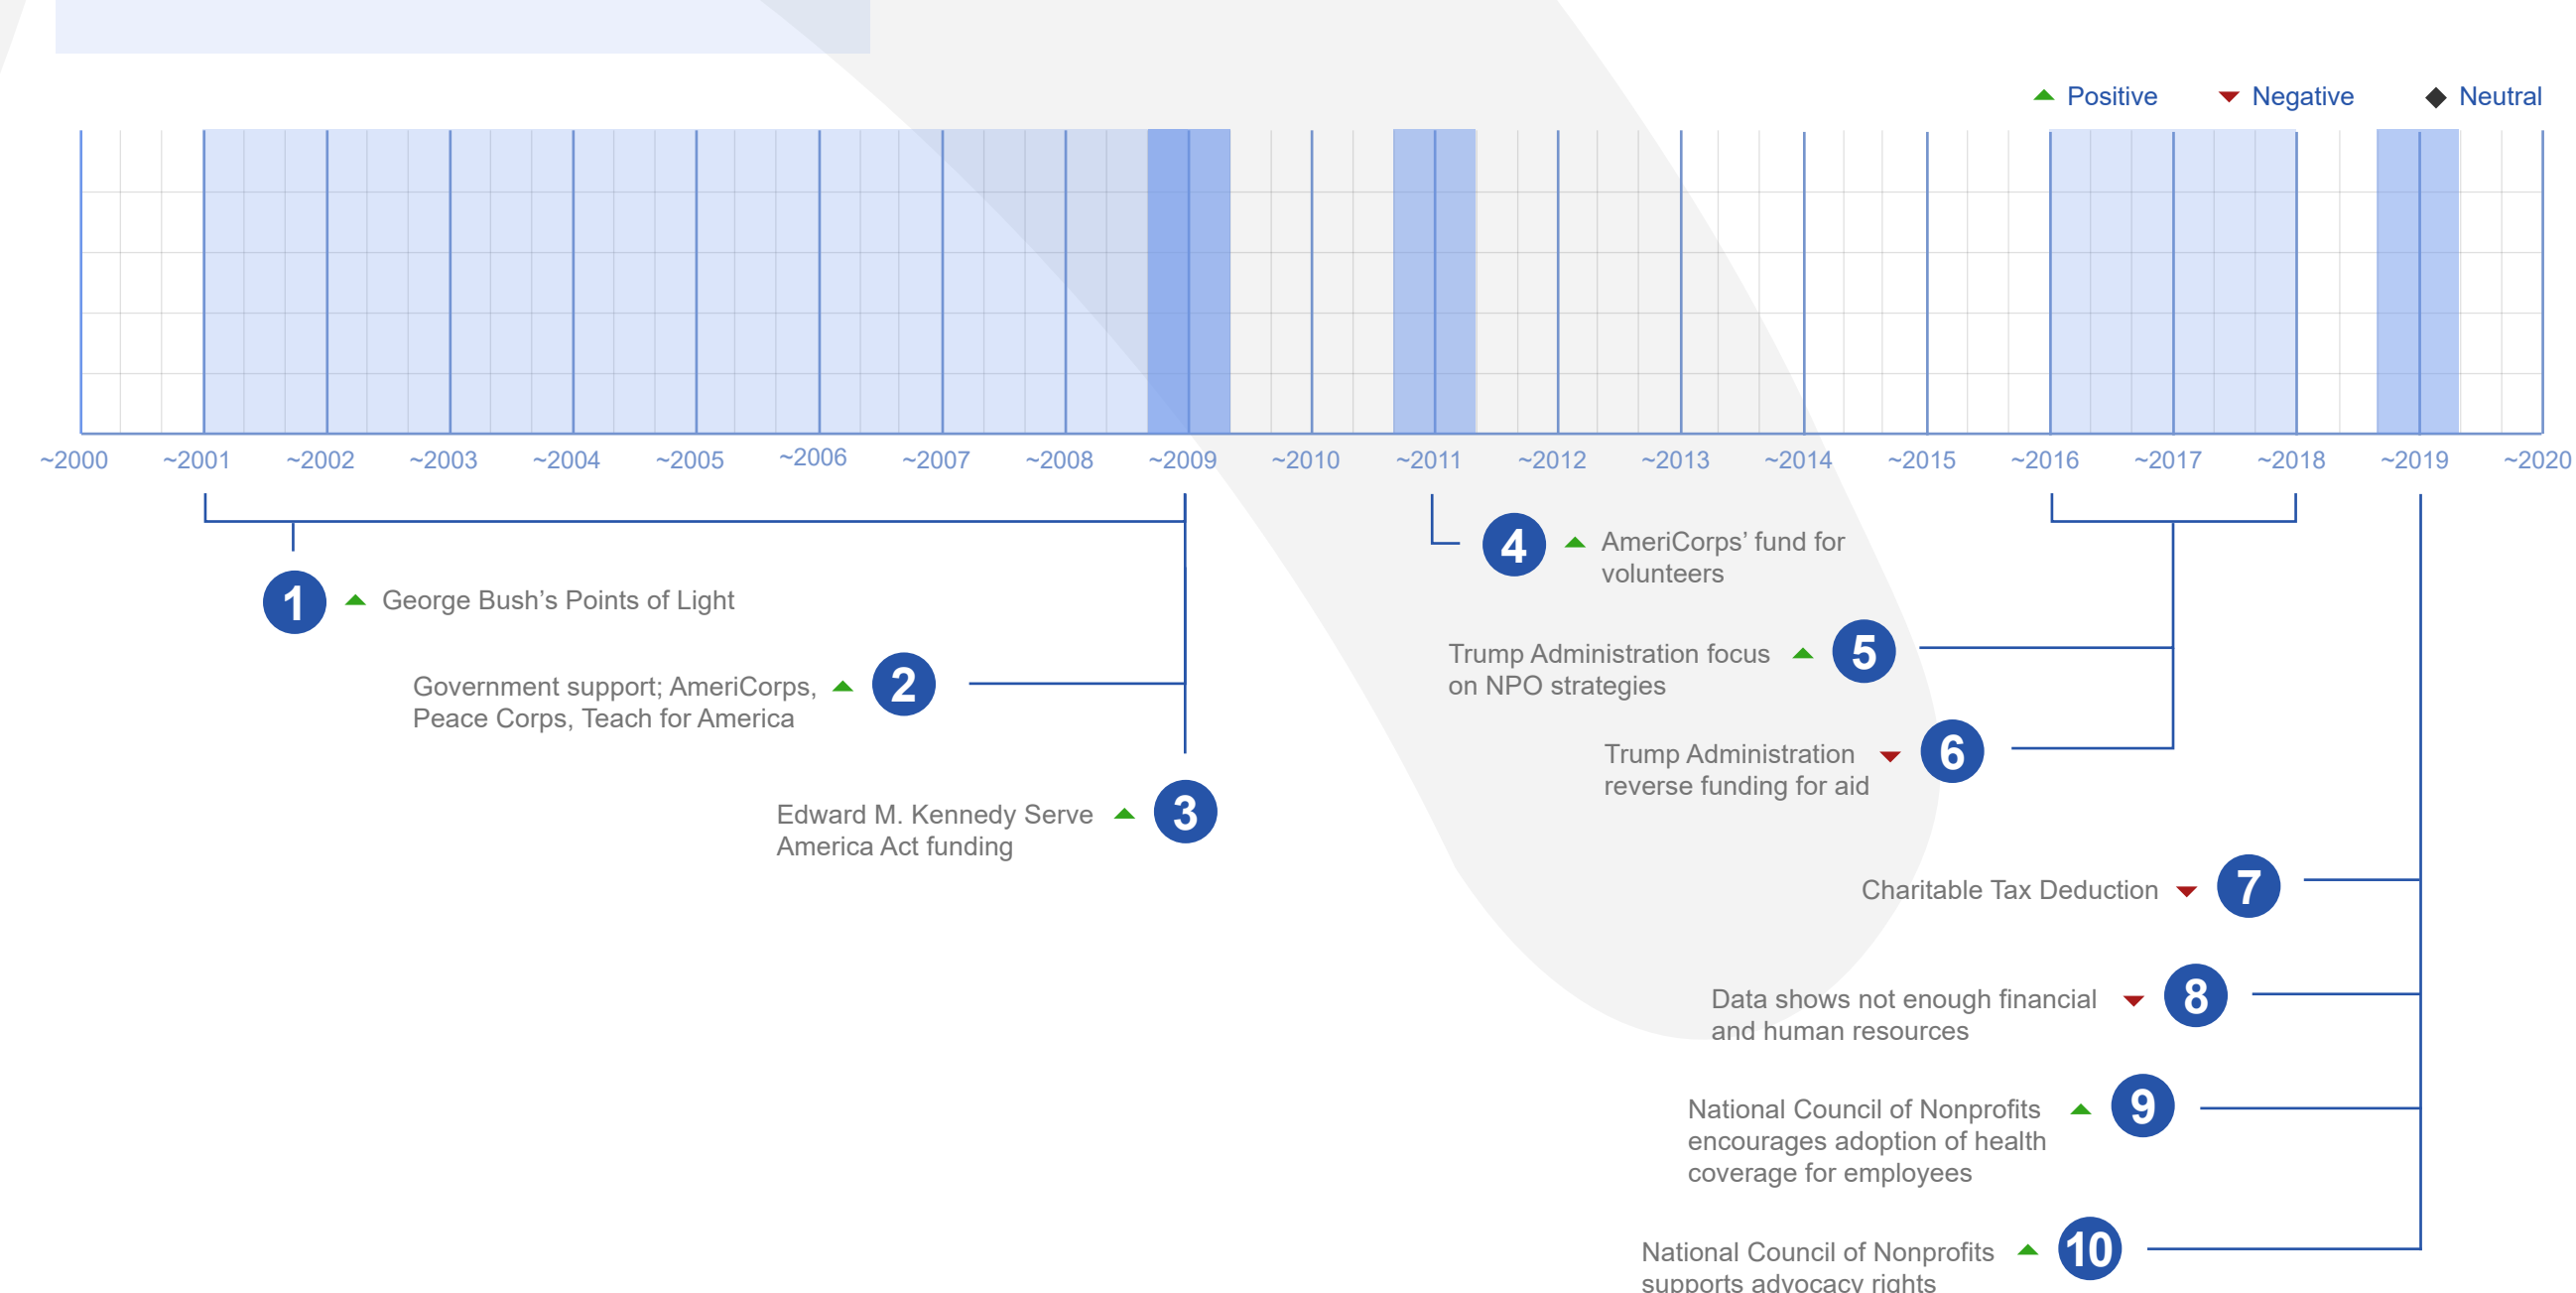 Positive Negative Neutral
~2000 ~2001 ~2002 ~2003 ~2004 ~2005 ~2006 ~2007 ~2008 ~2009 ~2010 ~2011 ~2012 ~2013 ~2014 ~2015 ~2016 ~2017 ~2018 ~2019 ~2020
1 George Bush’s Points of Light
Government support; AmeriCorps, 2
Peace Corps, Teach for America
Edward M. Kennedy Serve 3
America Act funding
4 AmeriCorps’ fund for
volunteers
Trump Administration focus 5
on NPO strategies
Trump Administration 6
reverse funding for aid
Charitable Tax Deduction 7
Data shows not enough financial 8
and human resources
National Council of Nonprofits 9
encourages adoption of health
coverage for employees
National Council of Nonprofits 10
supports advocacy rights